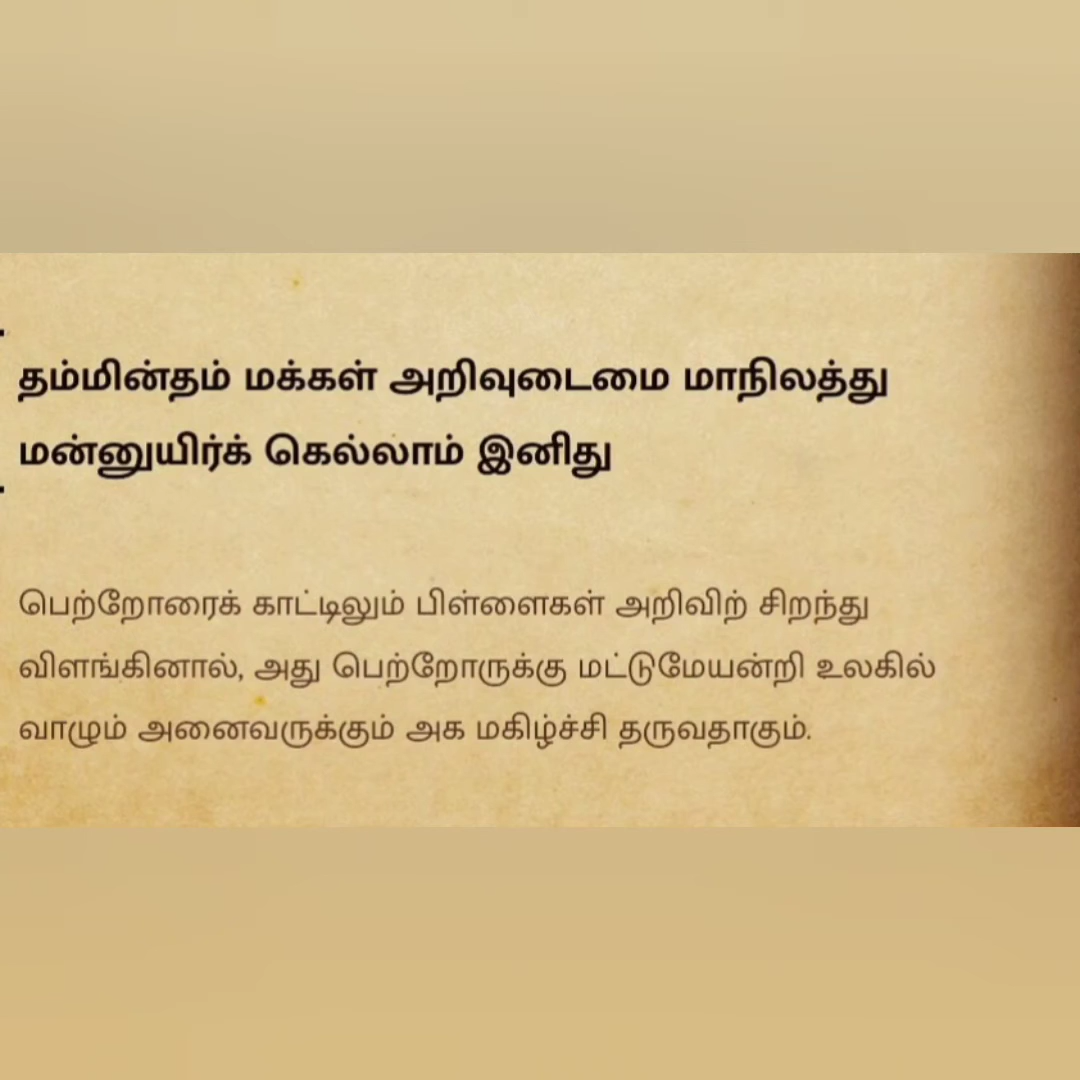 தம்மின்தம் மக்கள் அறிவுடைமை மாநிலத்து
மன்னுயிர்க் கெல்லாம் இனிது
பெற்றோரைக் காட்டிலும் பிள்ளைகள் அறிவிற் சிறந்து
விளங்கினால், அது பெற்றோருக்கு மட்டுமேயன்றி உலகில்
வாழும் அனைவருக்கும் அக மகிழ்ச்சி தருவதாகும்.